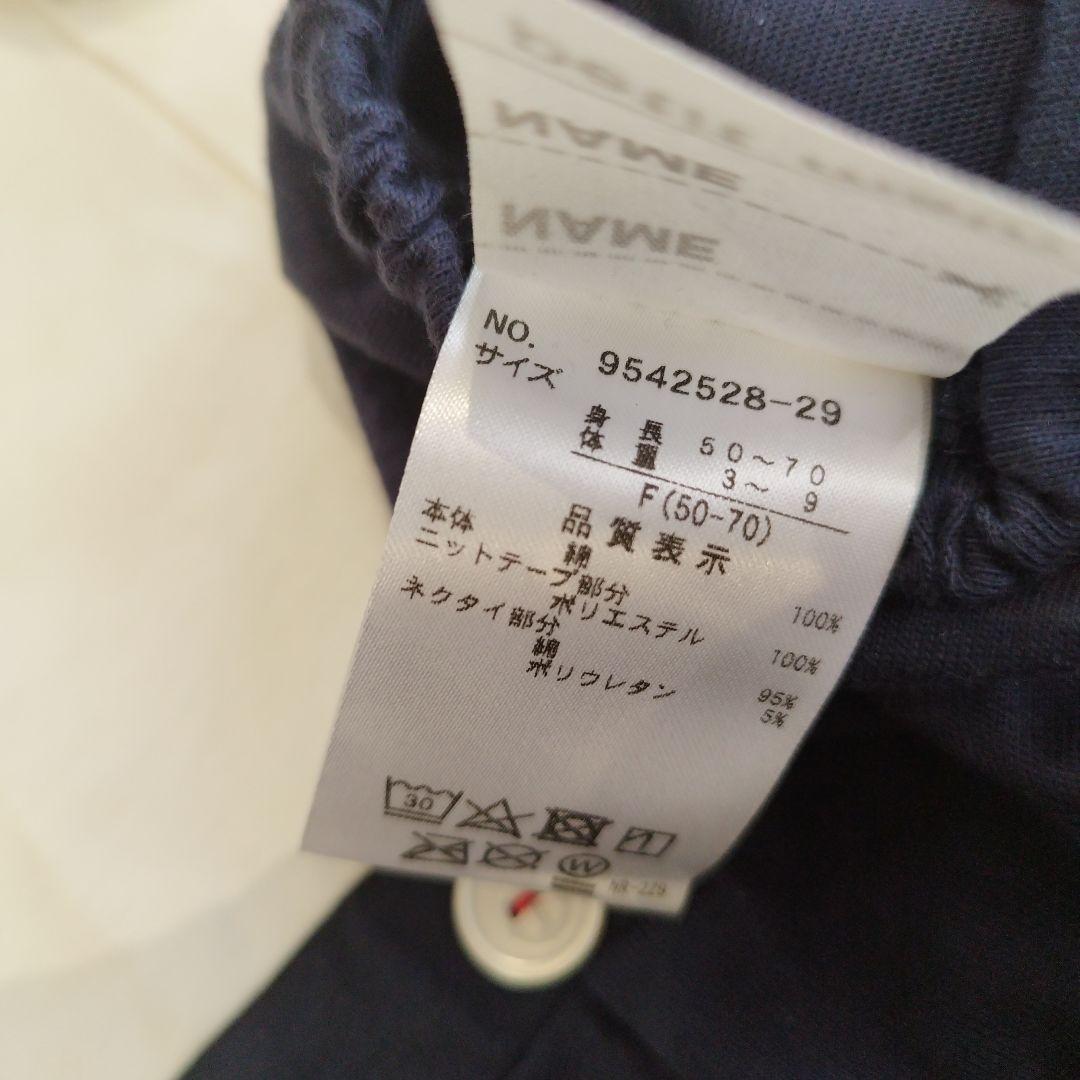 NAME
NAME
NO. 9542528-29
サイズ
身長 50～70
体重 3～ 9
F(50-70)
品質表示
本体
綿 100%
ニットテープ部分
ポリエステル 100%
ネクタイ部分
綿 95%
ポリウレタン 5%
30
W
NR-229